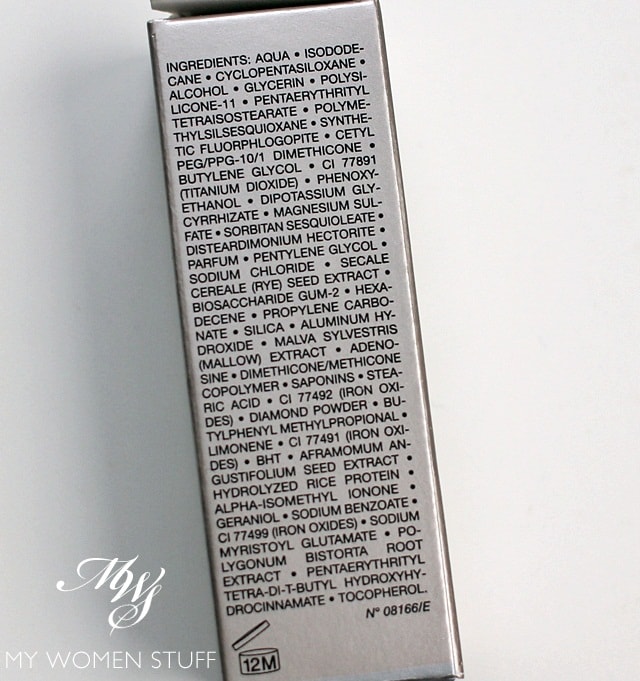 INGREDIENTS: AQUA • ISODODE-
CANE • CYCLOPENTASILOXANE •
ALCOHOL • GLYCERIN • POLYSI-
LICONE-11 • PENTAERYTHRITYL
TETRAISOSTEARATE • POLYME-
THYLSILSESQUIOXANE • SYNTHE-
TIC FLUORPHLOGOPITE • CETYL
PEG/PPG-10/1 DIMETHICONE •
BUTYLENE GLYCOL • CI 77891
(TITANIUM DIOXIDE) • PHENOXY-
ETHANOL • DIPOTASSIUM GLY-
CYRRHIZATE • MAGNESIUM SUL-
FATE • SORBITAN SESQUIOLEATE •
DISTEARDIMONIUM HECTORITE •
PARFUM • PENTYLENE GLYCOL •
SODIUM CHLORIDE • SECALE
CEREALE (RYE) SEED EXTRACT •
BIOSACCHARIDE GUM-2 • HEXA-
DECENE • PROPYLENE CARBO-
NATE • SILICA • ALUMINUM HY-
DROXIDE • MALVA SYLVESTRIS
(MALLOW) EXTRACT • ADENO-
SINE • DIMETHICONE/METHICONE
COPOLYMER • SAPONINS • STEA-
RIC ACID • CI 77492 (IRON OXI-
DES) • DIAMOND POWDER • BU-
TYLPHENYL METHYLPROPIONAL •
LIMONENE • CI 77491 (IRON OXI-
DES) • BHT • AFRAMOMUM AN-
GUSTIFOLIUM SEED EXTRACT •
HYDROLYZED RICE PROTEIN •
ALPHA-ISOMETHYL IONONE •
GERANIOL • SODIUM BENZOATE •
CI 77499 (IRON OXIDES) • SODIUM
MYRISTOYL GLUTAMATE • PO-
LYGONUM BISTORTA ROOT
EXTRACT • PENTAERYTHRITYL
TETRA-DI-T-BUTYL HYDROXYHY-
DROCINNAMATE • TOCOPHEROL.
N° 08166/E
12M
MWS
MY WOMEN STUFF